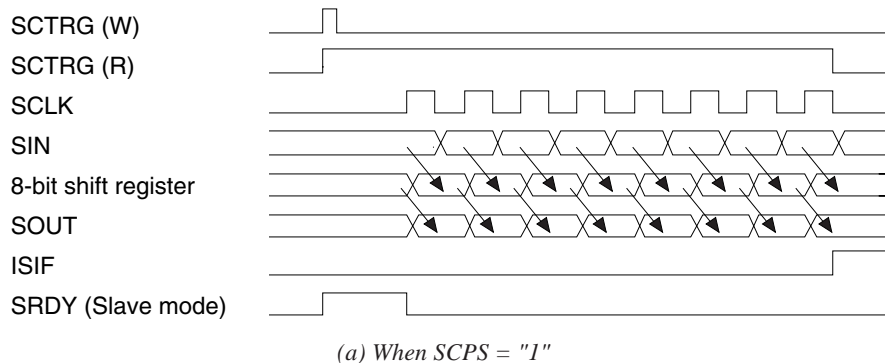 SCTRG (W)
SCTRG (R)
SCLK
SIN
8-bit shift register
SOUT
ISIF
SRDY (Slave mode)
(a) When SCPS = "1"